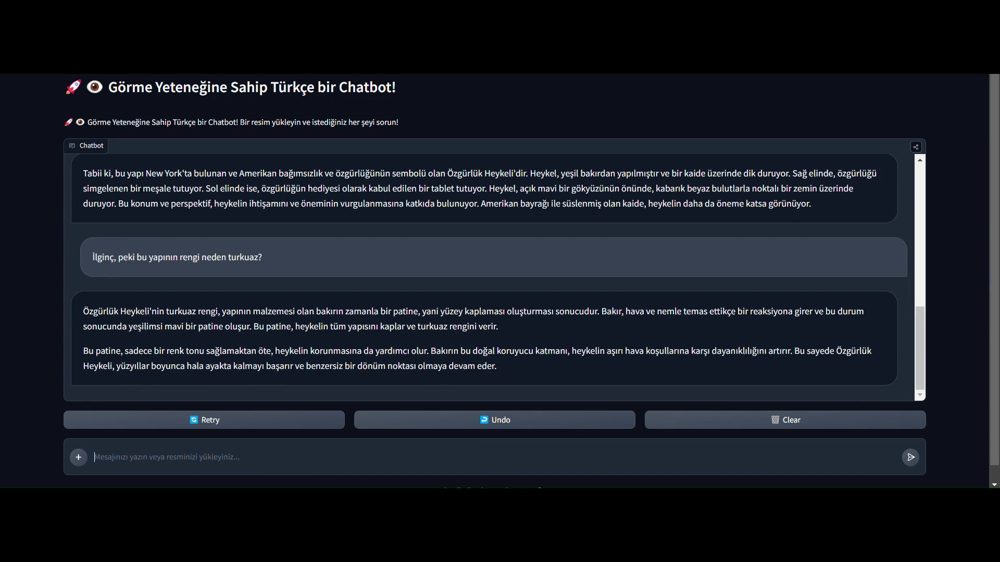 🚀 👁️ Görme Yeteneğine Sahip Türkçe bir Chatbot!
🚀 👁️ Görme Yeteneğine Sahip Türkçe bir Chatbot! Bir resim yükleyin ve istediğiniz her şeyi sorun!
Chatbot
Tabii ki, bu yapı New York'ta bulunan ve Amerikan bağımsızlık ve özgürlüğünün sembolü olan Özgürlük Heykeli'dir. Heykel, yeşil bakırdan yapılmıştır ve bir kaide üzerinde dik duruyor. Sağ elinde, özgürlüğü
simgelenen bir meşale tutuyor. Sol elinde ise, özgürlüğün hediyesi olarak kabul edilen bir tablet tutuyor. Heykel, açık mavi bir gökyüzünün önünde, kabarık beyaz bulutlarla noktalı bir zemin üzerinde
duruyor. Bu konum ve perspektif, heykelin ihtişamını ve öneminin vurgulanmasına katkıda bulunuyor. Amerikan bayrağı ile süslenmiş olan kaide, heykelin daha da öneme katsa görünüyor.
İlginç, peki bu yapının rengi neden turkuaz?
Özgürlük Heykeli'nin turkuaz rengi, yapının malzemesi olan bakırın zamanla bir patine, yani yüzey kaplaması oluşturması sonucudur. Bakır, hava ve nemle temas ettikçe bir reaksiyona girer ve bu durum
sonucunda yeşilimsi mavi bir patine oluşur. Bu patine, heykelin tüm yapısını kaplar ve turkuaz rengini verir.
Bu patine, sadece bir renk tonu sağlamaktan öte, heykelin korunmasına da yardımcı olur. Bakırın bu doğal koruyucu katmanı, heykelin aşırı hava koşullarına karşı dayanıklılığını artırır. Bu sayede Özgürlük
Heykeli, yüzyıllar boyunca hala ayakta kalmayı başarır ve benzersiz bir dönüm noktası olmaya devam eder.
Retry
Undo
Clear
Mesajınızı yazın veya resminizi yükleyiniz...